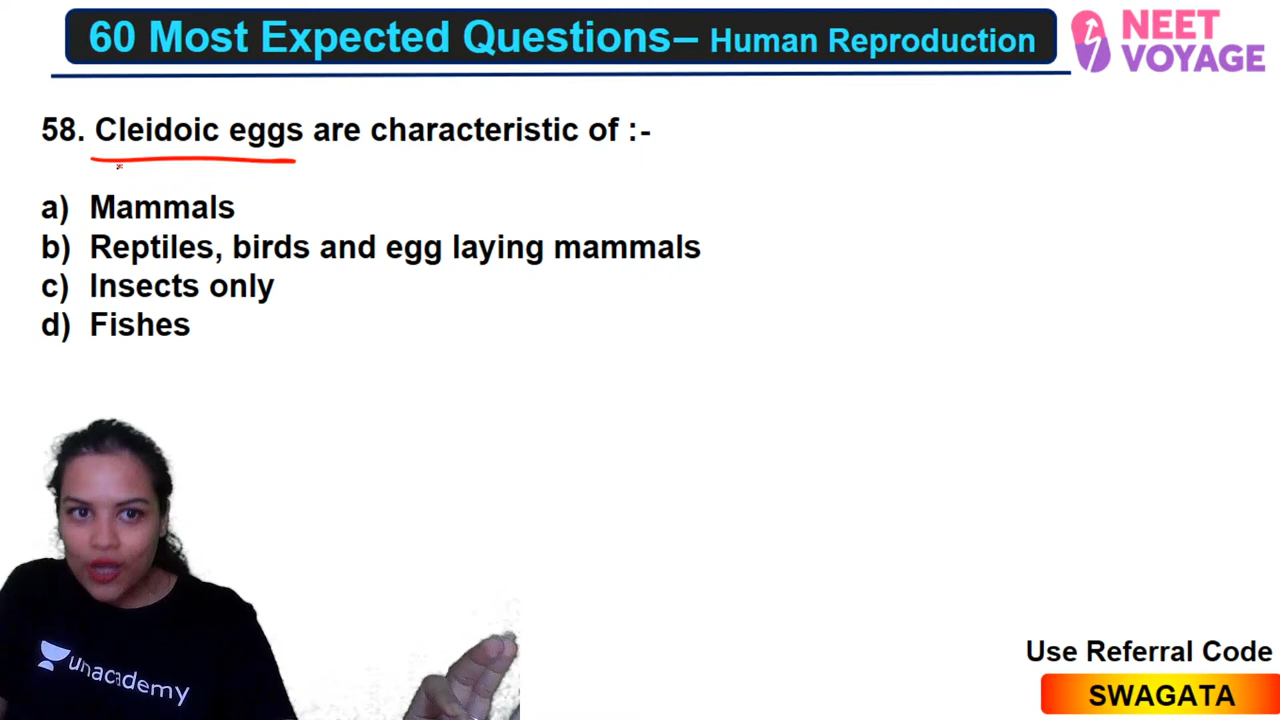 60 Most Expected Questions– Human Reproduction
NEET
VOYAGE
58. Cleidoic eggs are characteristic of :-
a) Mammals
b) Reptiles, birds and egg laying mammals
c) Insects only
d) Fishes
unacademy
Use Referral Code
SWAGATA